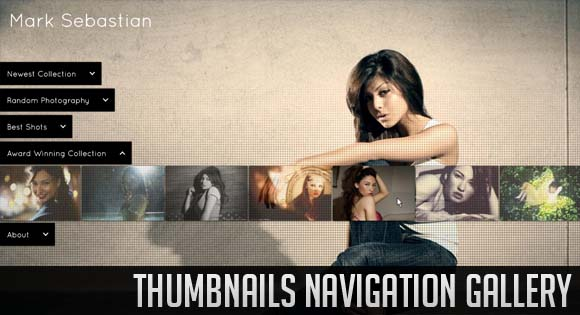 Mark Sebastian
Newest Collection
Random Photography
Best Shots
Award Winning Collection
About
THUMBNAILS NAVIGATION GALLERY